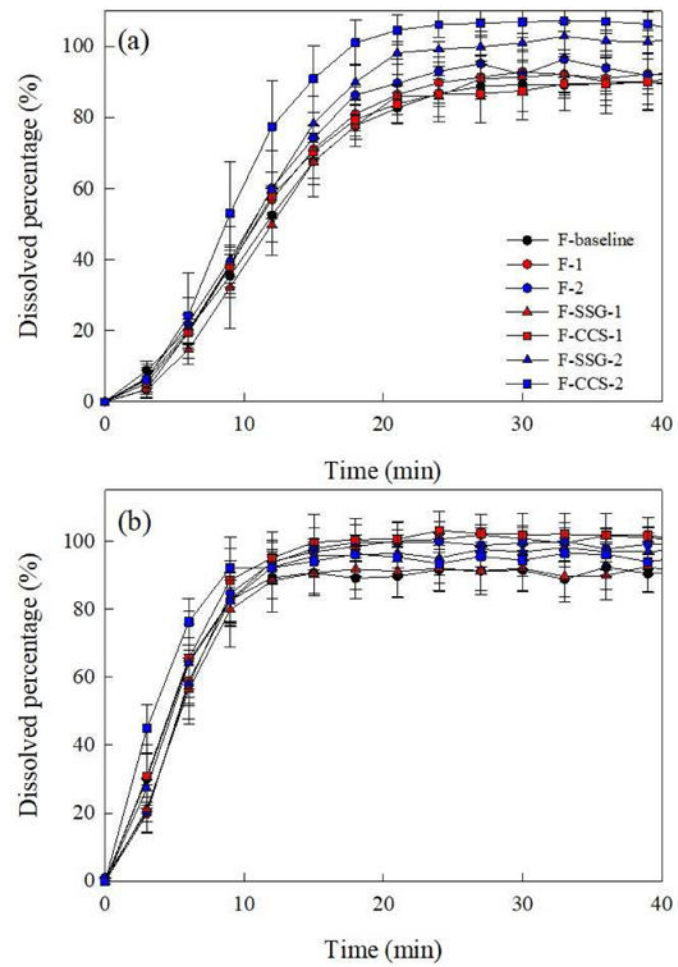 (a)
Dissolved percentage (%)
100
80
60
40
20
0
F-baseline
F-1
F-2
F-SSG-1
F-CCS-1
F-SSG-2
F-CCS-2
0 10 20 30 40
Time (min)
(b)
Dissolved percentage (%)
100
80
60
40
20
0
0 10 20 30 40
Time (min)